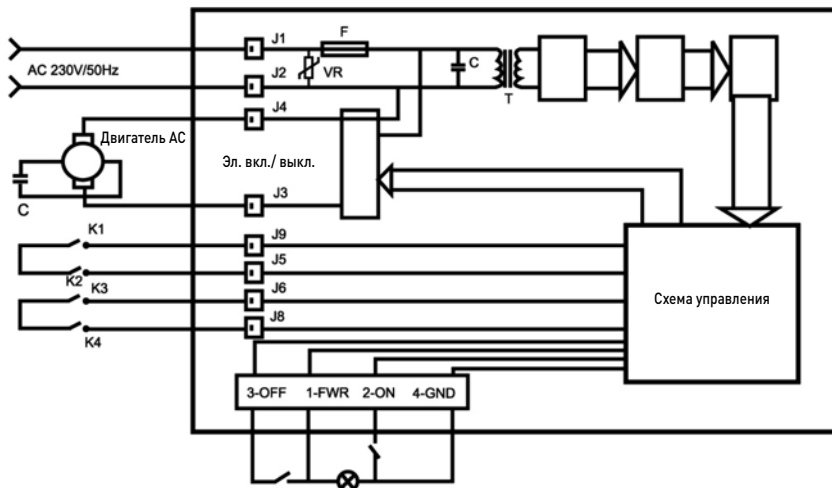 J1
F
AC 230V/50Hz
J2
VR
C
T
J4
Двигатель AC
Эл. вкл./ выкл.
C
J3
K1
J9
K2
J5
K3
J6
K4
J8
Схема управления
3-OFF 1-FWR 2-ON 4-GND